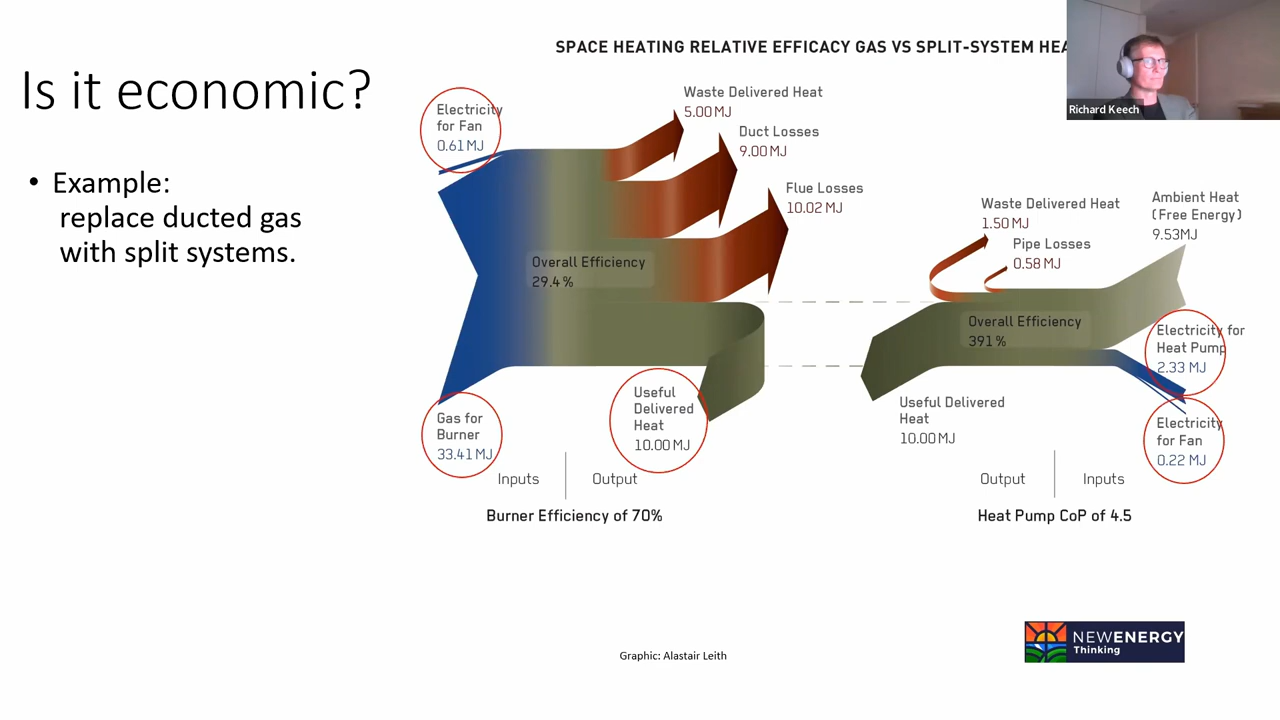 SPACE HEATING RELATIVE EFFICACY GAS VS SPLIT-SYSTEM HEA
Richard Keech
Is it economic?
• Example:
replace ducted gas
with split systems.
Electricity
for Fan
0.61 MJ
Waste Delivered Heat
5.00 MJ
Duct Losses
9.00 MJ
Flue Losses
10.02 MJ
Overall Efficiency
29.4%
Gas for
Burner
33.41 MJ
Useful
Delivered
Heat
10.00 MJ
Inputs
Output
Burner Efficiency of 70%
Waste Delivered Heat
1.50 MJ
Pipe Losses
0.58 MJ
Ambient Heat
(Free Energy)
9.53MJ
Overall Efficiency
391 %
Electricity for
Heat Pump
2.33 MJ
Useful Delivered
Heat
10.00 MJ
Electricity
for Fan
0.22 MJ
Output
Inputs
Heat Pump CoP of 4.5
Graphic: Alastair Leith
NEWENERGY
Thinking